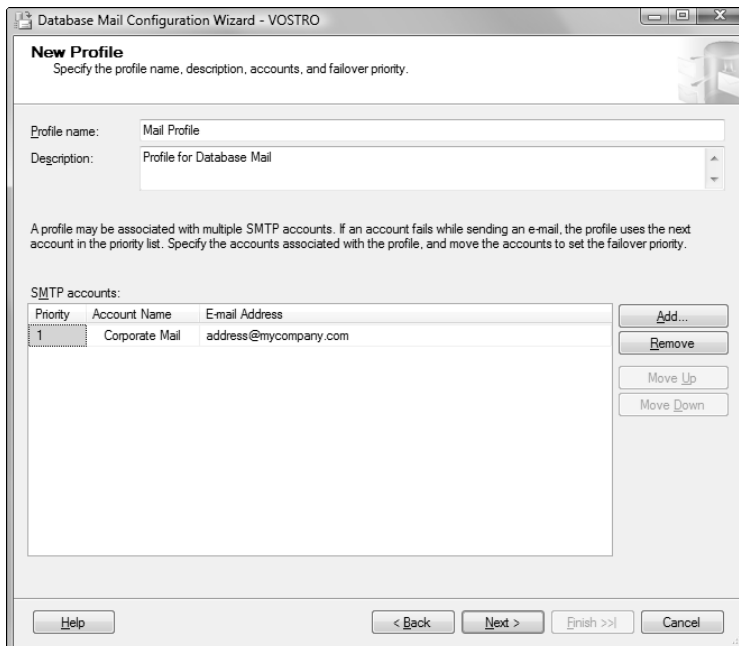 Database Mail Configuration Wizard - VOSTRO
New Profile
Specify the profile name, description, accounts, and failover priority.
Profile name:
Mail Profile
Description:
Profile for Database Mail
A profile may be associated with multiple SMTP accounts. If an account fails while sending an e-mail, the profile uses the next
account in the priority list. Specify the accounts associated with the profile, and move the accounts to set the failover priority.
SMTP accounts:
Priority Account Name E-mail Address
1 Corporate Mail address@mycompany.com
Add...
Remove
Move Up
Move Down
Help
< Back
Next >
Finish >>|
Cancel